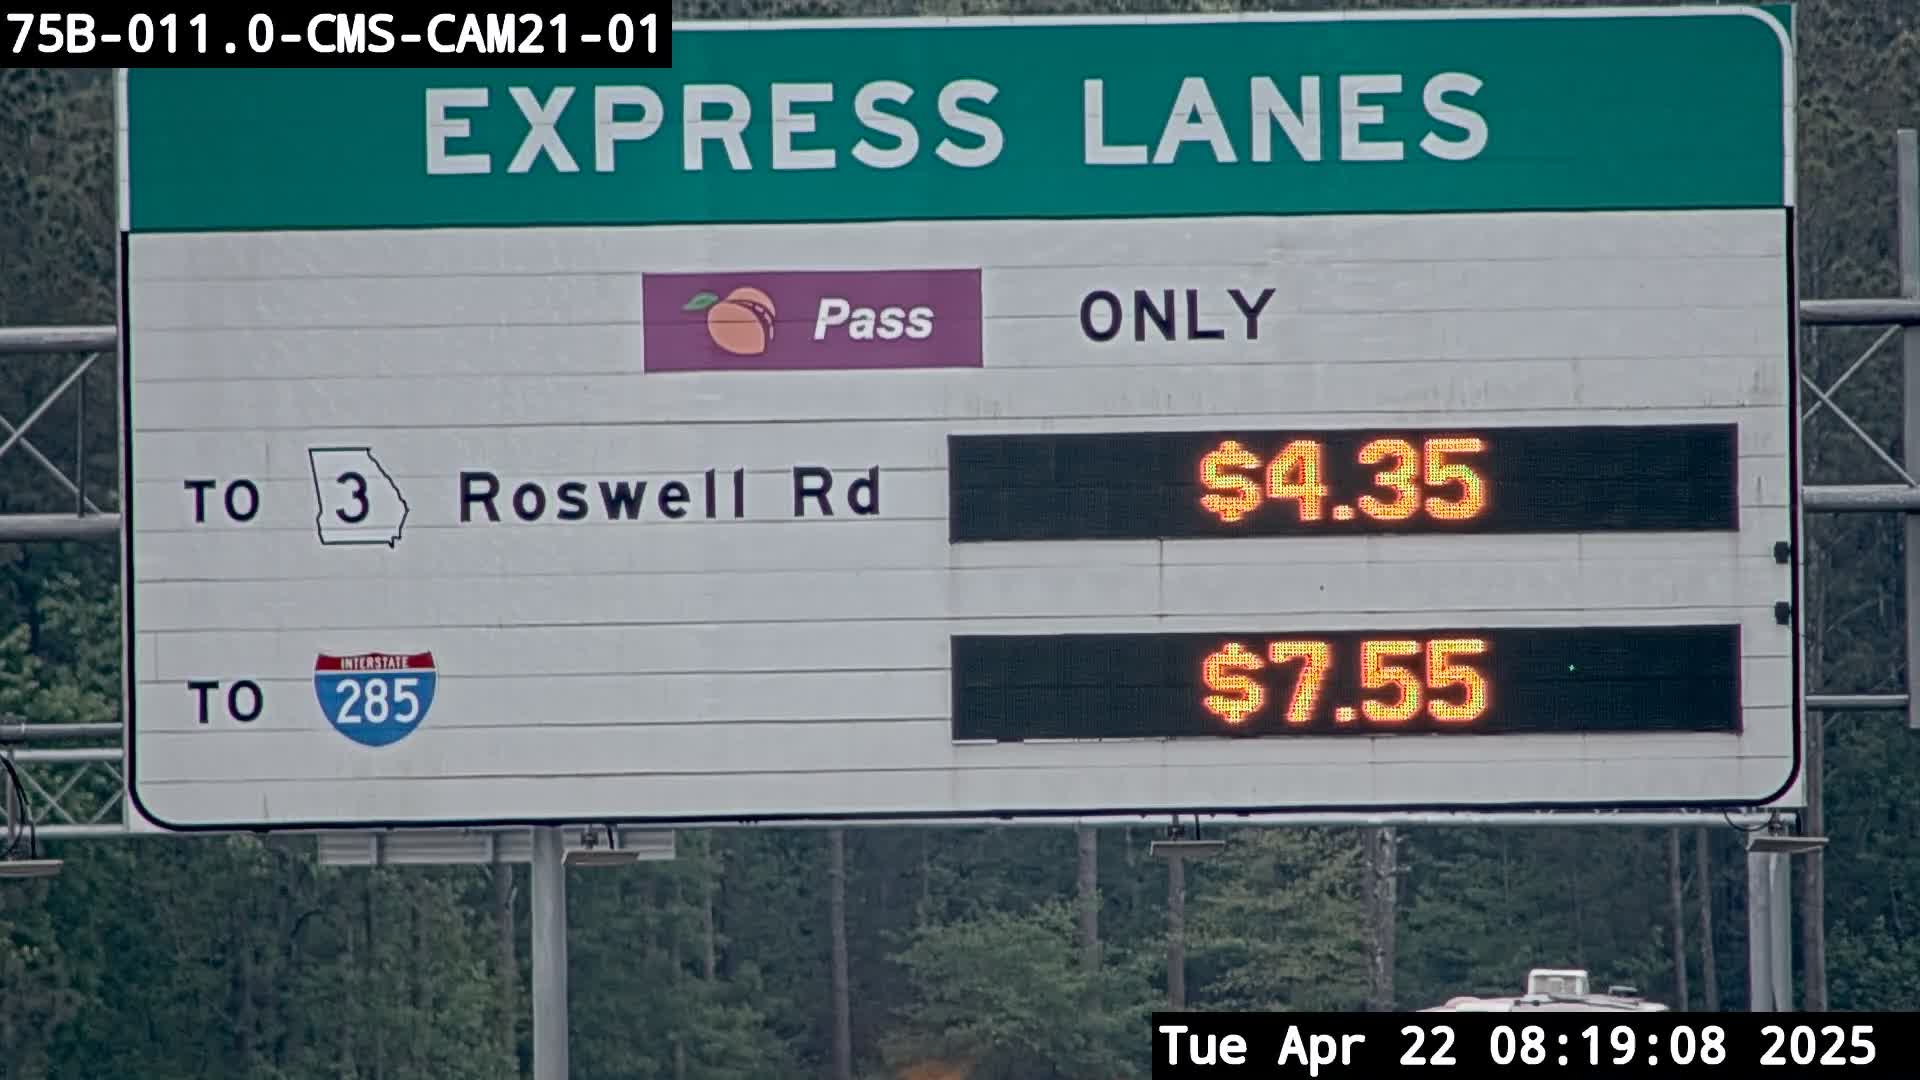 75B-011.0-CMS-CAM21-01
EXPRESS LANES
Pass ONLY
TO 3 Roswell Rd $4.35
TO INTERSTATE 285 $7.55
Tue Apr 22 08:19:08 2025